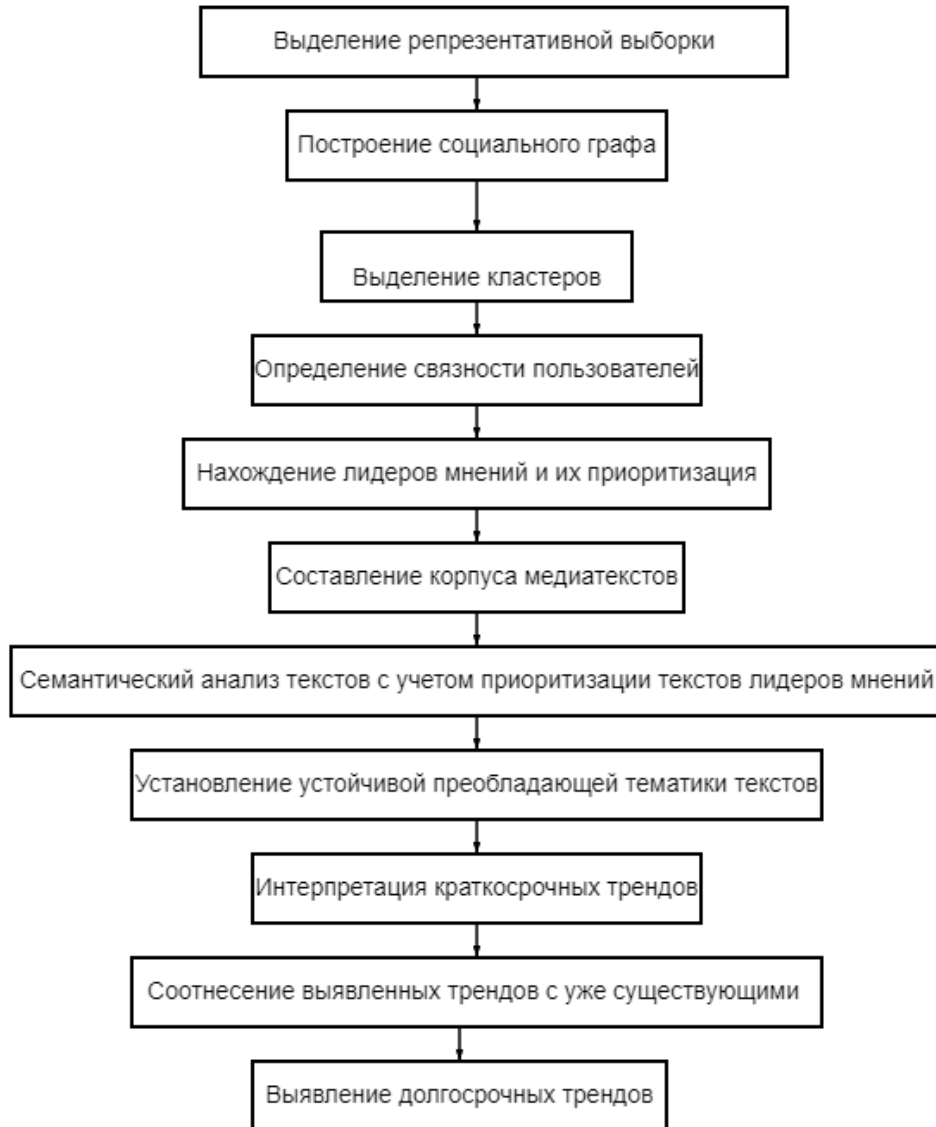 Выделение репрезентативной выборки
Построение социального графа
Выделение кластеров
Определение связности пользователей
Нахождение лидеров мнений и их приоритизация
Составление корпуса медиатекстов
Семантический анализ текстов с учетом приоритизации текстов лидеров мнений
Установление устойчивой преобладающей тематики текстов
Интерпретация краткосрочных трендов
Соотнесение выявленных трендов с уже существующими
Выявление долгосрочных трендов